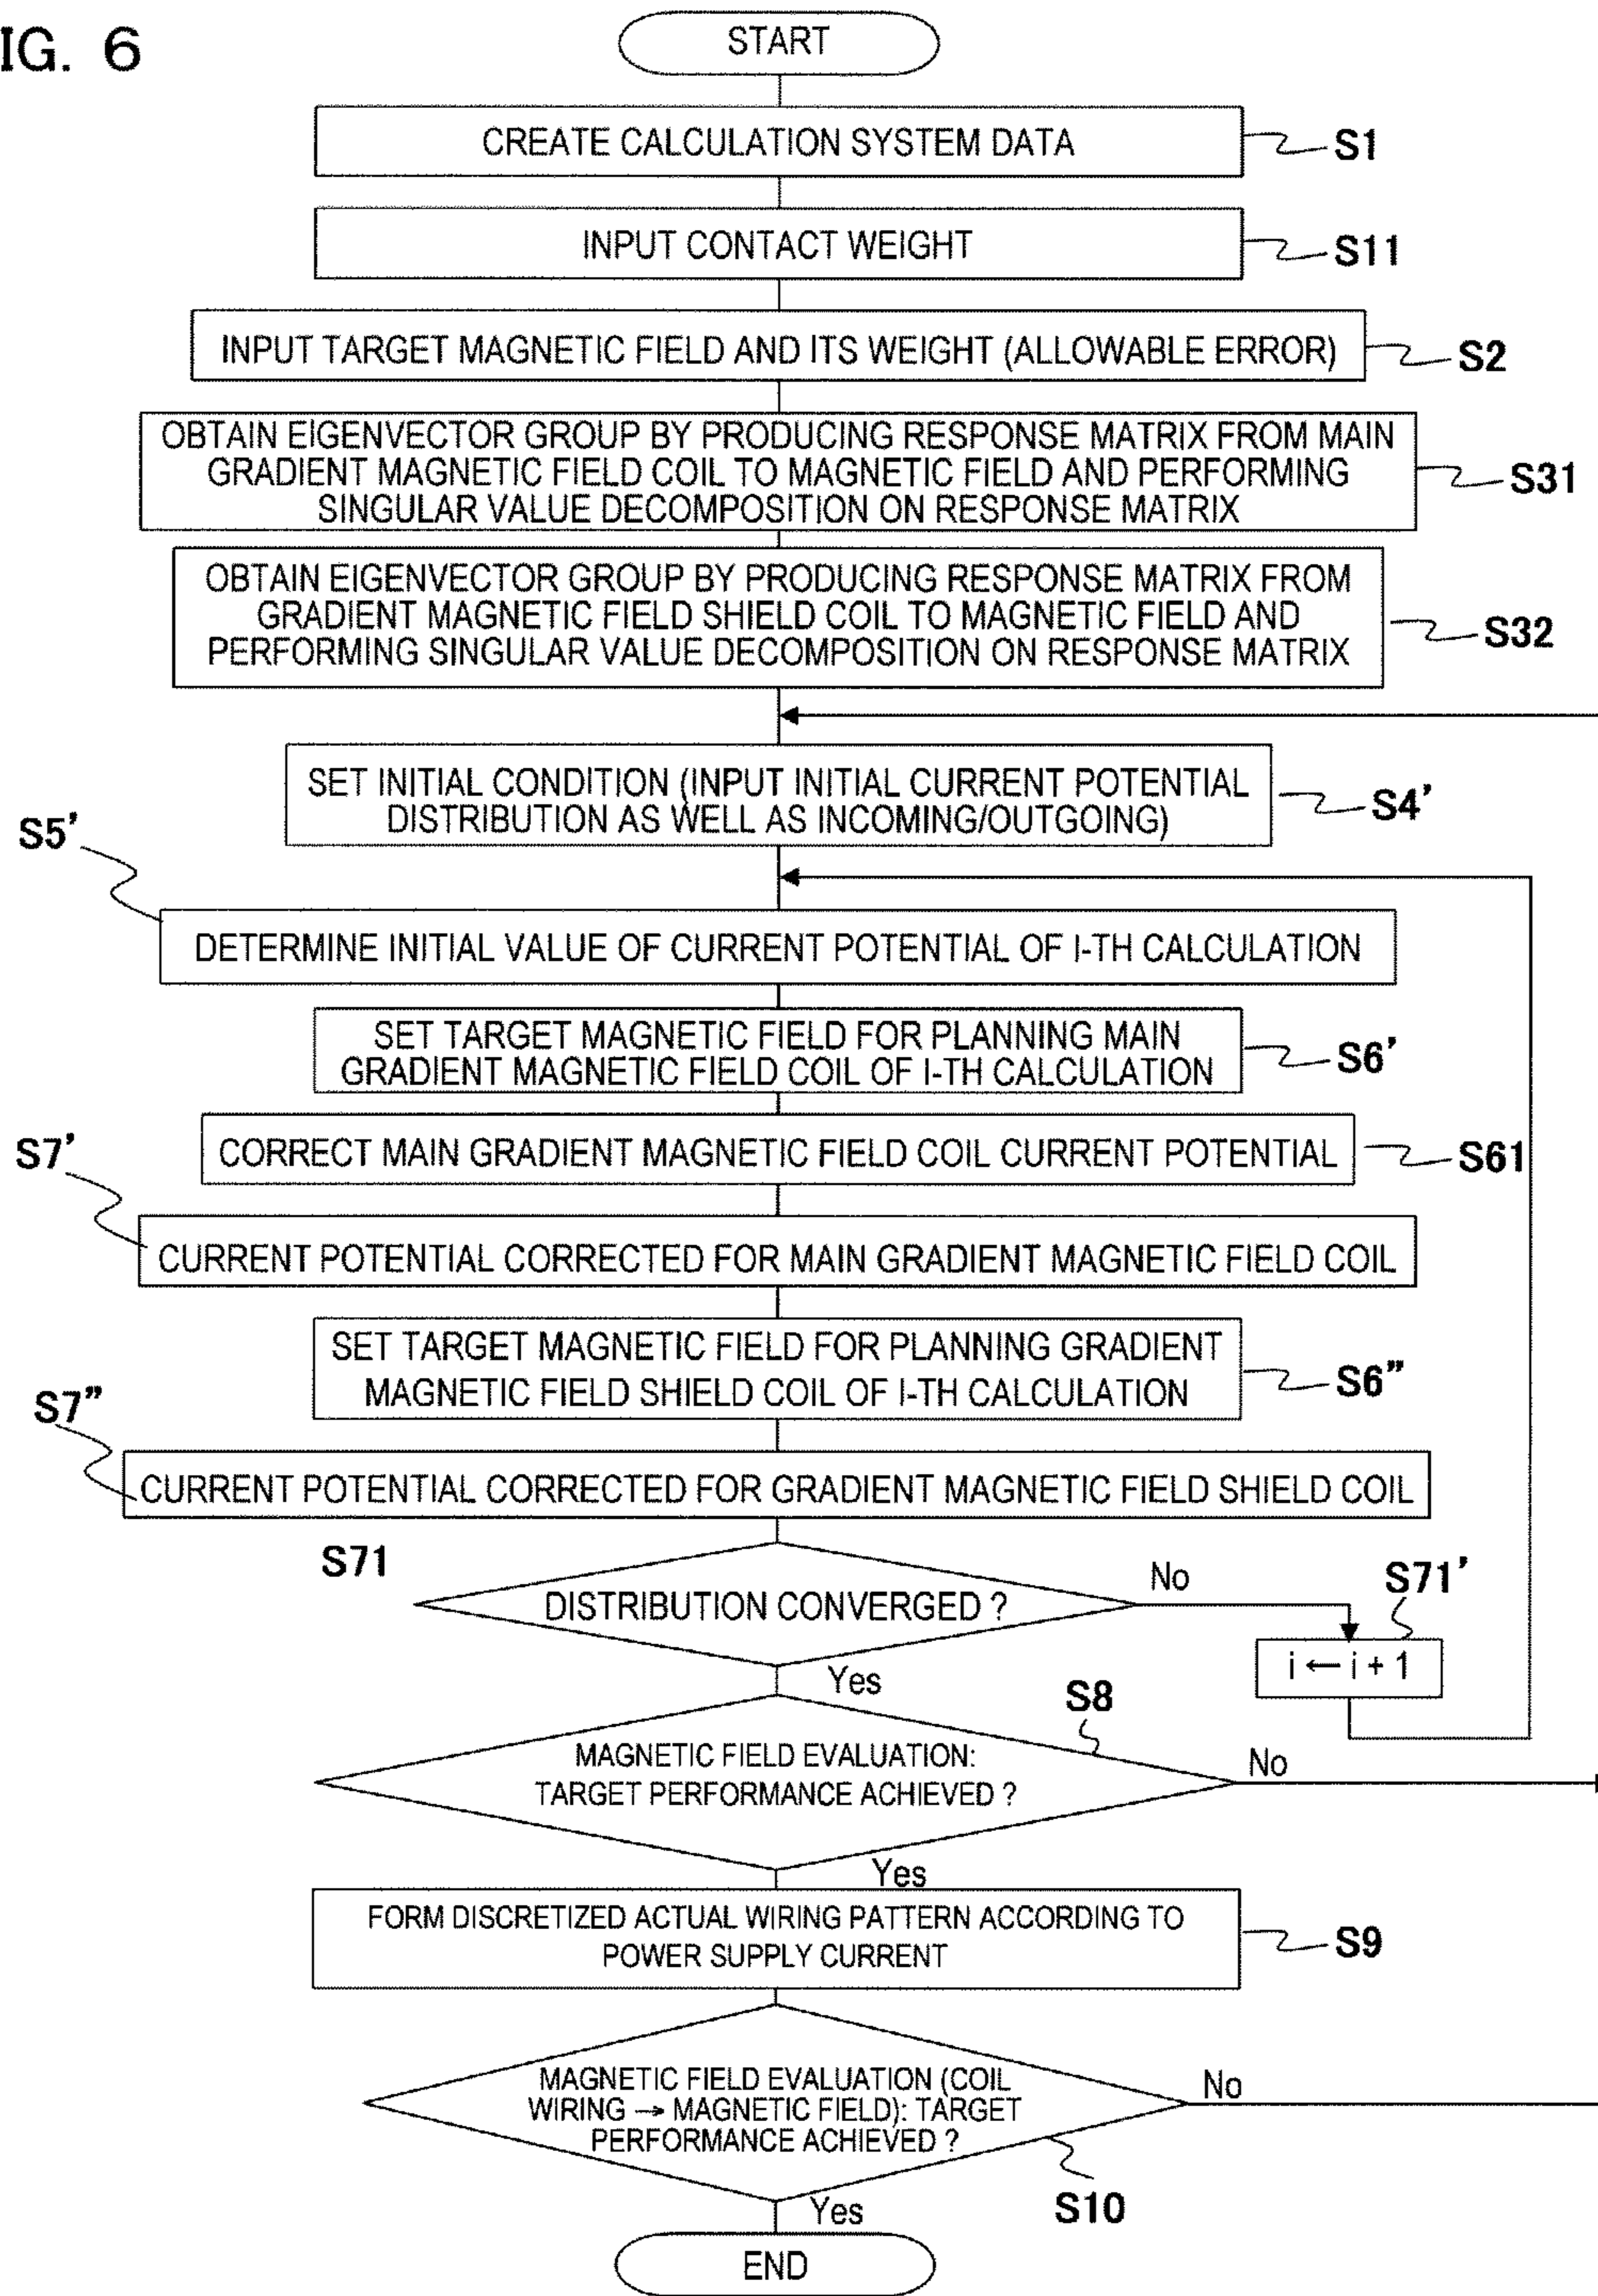 IG. 6
START
CREATE CALCULATION SYSTEM DATA
S1
INPUT CONTACT WEIGHT
S11
INPUT TARGET MAGNETIC FIELD AND ITS WEIGHT (ALLOWABLE ERROR)
S2
OBTAIN EIGENVECTOR GROUP BY PRODUCING RESPONSE MATRIX FROM MAIN
GRADIENT MAGNETIC FIELD COIL TO MAGNETIC FIELD AND PERFORMING
SINGULAR VALUE DECOMPOSITION ON RESPONSE MATRIX
S31
OBTAIN EIGENVECTOR GROUP BY PRODUCING RESPONSE MATRIX FROM
GRADIENT MAGNETIC FIELD SHIELD COIL TO MAGNETIC FIELD AND
PERFORMING SINGULAR VALUE DECOMPOSITION ON RESPONSE MATRIX
S32
SET INITIAL CONDITION (INPUT INITIAL CURRENT POTENTIAL
DISTRIBUTION AS WELL AS INCOMING/OUTGOING)
S4'
S5'
DETERMINE INITIAL VALUE OF CURRENT POTENTIAL OF I-TH CALCULATION
SET TARGET MAGNETIC FIELD FOR PLANNING MAIN
GRADIENT MAGNETIC FIELD COIL OF I-TH CALCULATION
S6'
CORRECT MAIN GRADIENT MAGNETIC FIELD COIL CURRENT POTENTIAL
S61
S7'
CURRENT POTENTIAL CORRECTED FOR MAIN GRADIENT MAGNETIC FIELD COIL
SET TARGET MAGNETIC FIELD FOR PLANNING GRADIENT
MAGNETIC FIELD SHIELD COIL OF I-TH CALCULATION
S6"
S7"
CURRENT POTENTIAL CORRECTED FOR GRADIENT MAGNETIC FIELD SHIELD COIL
S71
DISTRIBUTION CONVERGED ?
No
S71'
i ← i + 1
Yes
S8
MAGNETIC FIELD EVALUATION:
TARGET PERFORMANCE ACHIEVED ?
No
Yes
FORM DISCRETIZED ACTUAL WIRING PATTERN ACCORDING TO
POWER SUPPLY CURRENT
S9
MAGNETIC FIELD EVALUATION (COIL
WIRING → MAGNETIC FIELD): TARGET
PERFORMANCE ACHIEVED ?
No
S10
Yes
END